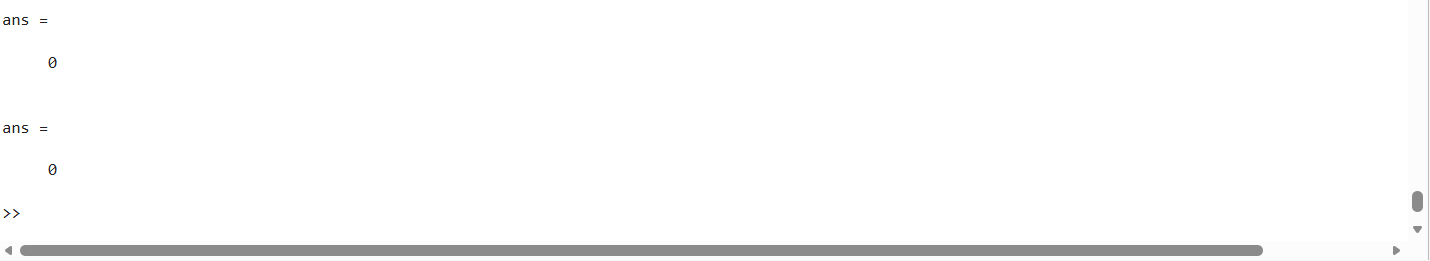 ans =
0
ans =
0
>>